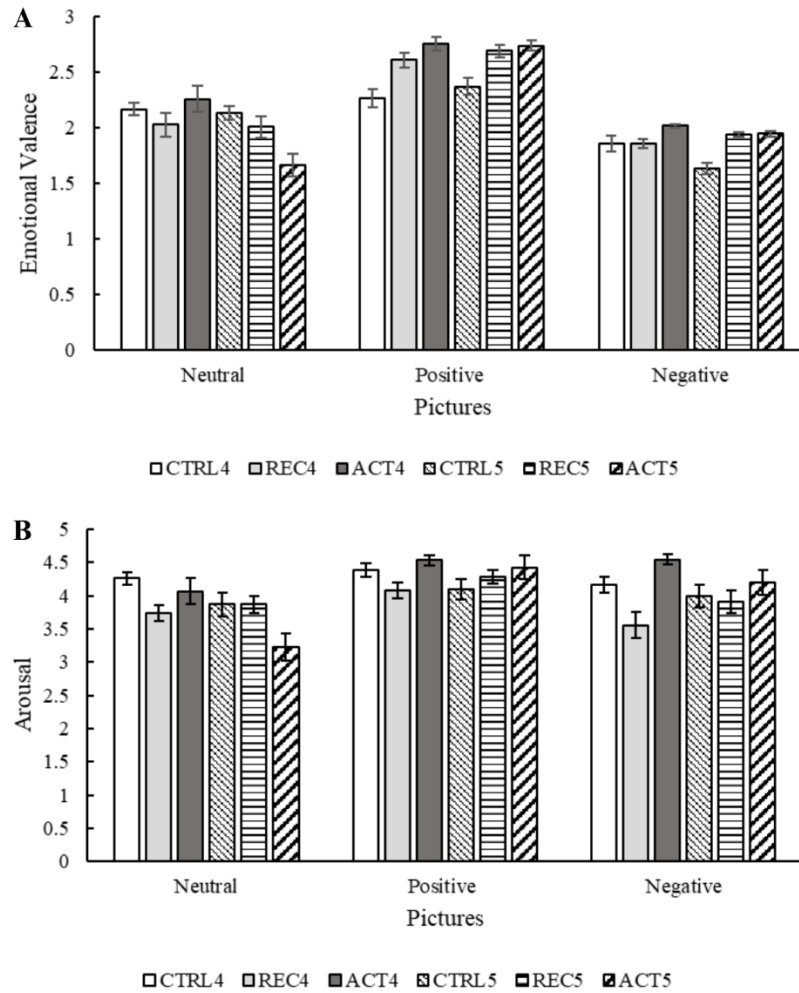 A
3
2.5
2
1.5
1
0.5
0
Emotional Valence
Neutral Positive Negative
Pictures
CTRL4 REC4 ACT4 CTRL5 REC5 ACT5
B
5
4.5
4
3.5
3
2.5
2
1.5
1
0.5
0
Arousal
Neutral Positive Negative
Pictures
CTRL4 REC4 ACT4 CTRL5 REC5 ACT5